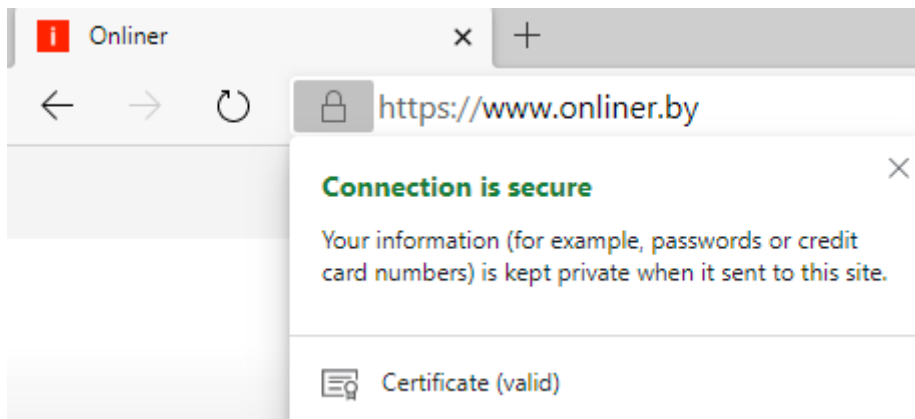 i Onliner
https://www.onliner.by
Connection is secure
Your information (for example, passwords or credit
card numbers) is kept private when it sent to this site.
Certificate (valid)